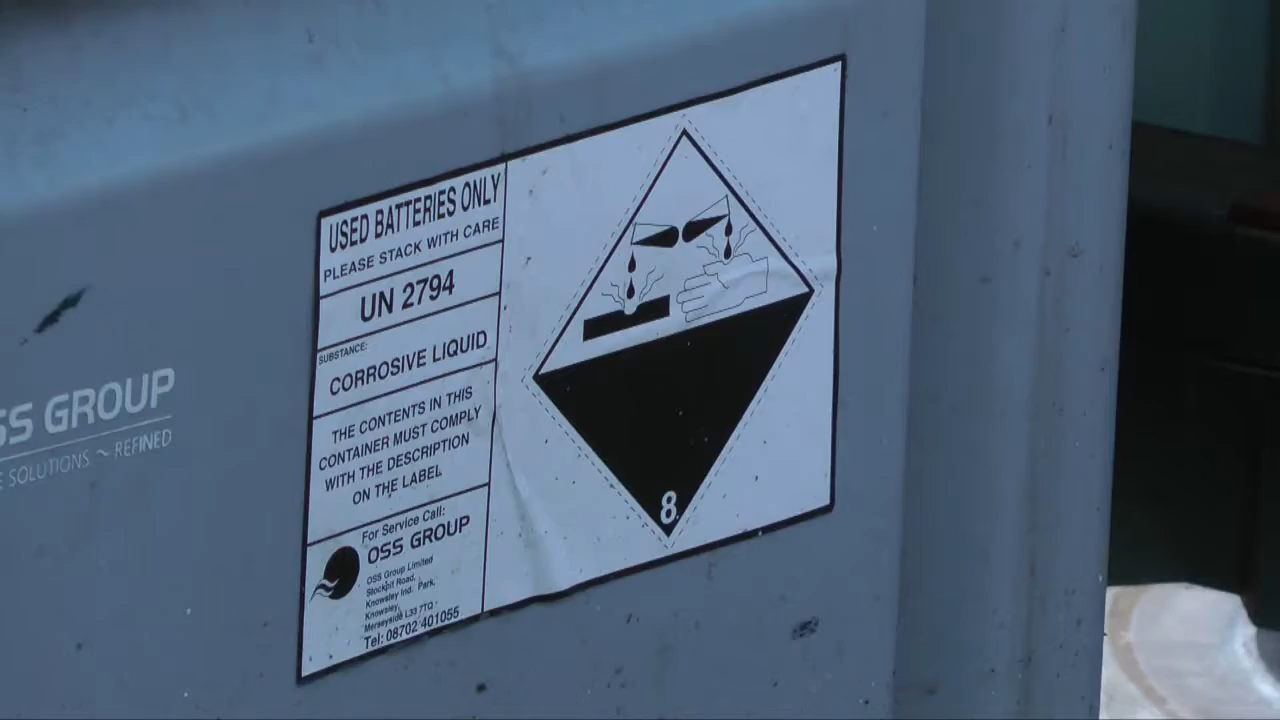 USED BATTERIES ONLY
PLEASE STACK WITH CARE
UN 2794
SUBSTANCE:
CORROSIVE LIQUID
THE CONTENTS IN THIS
CONTAINER MUST COMPLY
WITH THE DESCRIPTION
ON THE LABEL
For Service Call:
OSS GROUP
OSS Group Limited
Stockpit Road,
Knowsley Ind. Park,
Knowsley,
Merseyside L33 7TQ
Tel: 08702 401055
8
SS GROUP
SOLUTIONS ~ REFINED